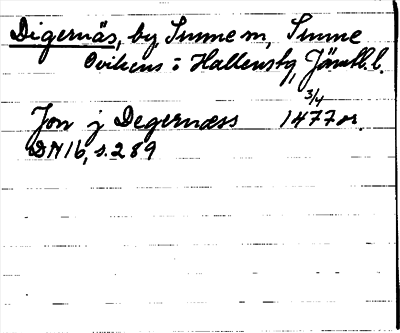 Digernäs, by, Sunne sn, Sunne
Ovikens o Hallenstg, Jämtl. l.
3/4
Jon j Degernæss 1477 or.
DN 16, s. 289